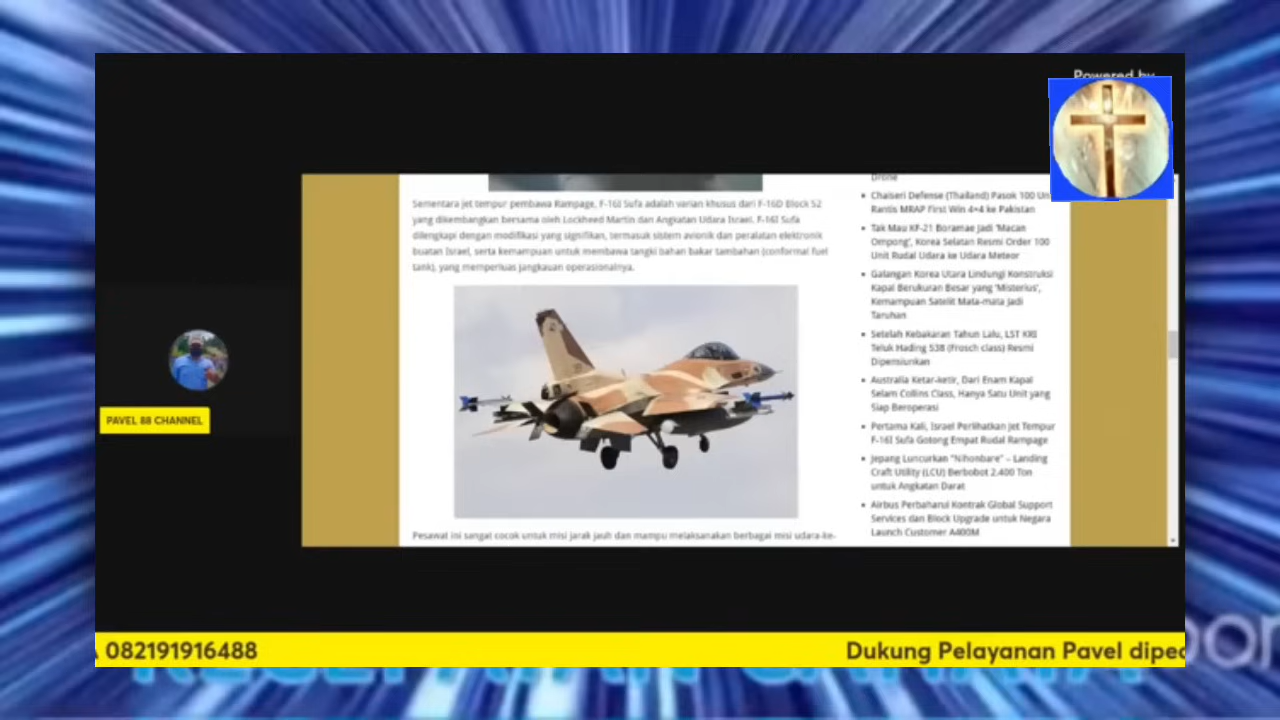 Powered by
Sementara jet tempur pembawa Rampage, F-16I Sufa adalah varian khusus dari F-16D Block 52
yang dikembangkan bersama oleh Lockheed Martin dan Angkatan Udara Israel. F-16I Sufa
dilengkapi dengan modifikasi yang signifikan, termasuk sistem avionik dan peralatan elektronik
buatan Israel, serta kemampuan untuk membawa tangki bahan bakar tambahan (conformal fuel
tank), yang memperluas jangkauan operasionalnya.
Pesawat ini sangat cocok untuk misi jarak jauh dan mampu melaksanakan berbagai misi udara-ke-
Drone
Chaiseri Defense (Thailand) Pasok 100 Un
Rantis MRAP First Win 4×4 ke Pakistan
Tak Mau KF-21 Boramae Jadi 'Macan
Ompong', Korea Selatan Resmi Order 100
Unit Rudal Udara ke Udara Meteor
Galangan Korea Utara Lindungi Konstruksi
Kapal Berukuran Besar yang 'Misterius',
Kemampuan Satelit Mata-mata Jadi
Taruhan
Setelah Kebakaran Tahun Lalu, LST KRI
Teluk Hading 538 (Frosch class) Resmi
Dipensiunkan
Australia Ketar-ketir, Dari Enam Kapal
Selam Collins Class, Hanya Satu Unit yang
Siap Beroperasi
Pertama Kali, Israel Perlihatkan Jet Tempur
F-16I Sufa Gotong Empat Rudal Rampage
Jepang Luncurkan "Nihonbare" – Landing
Craft Utility (LCU) Berbobot 2.400 Ton
untuk Angkatan Darat
Airbus Perbaharui Kontrak Global Support
Services dan Block Upgrade untuk Negara
Launch Customer A400M
PAVEL 88 CHANNEL
082191916488
Dukung Pelayanan Pavel dipe